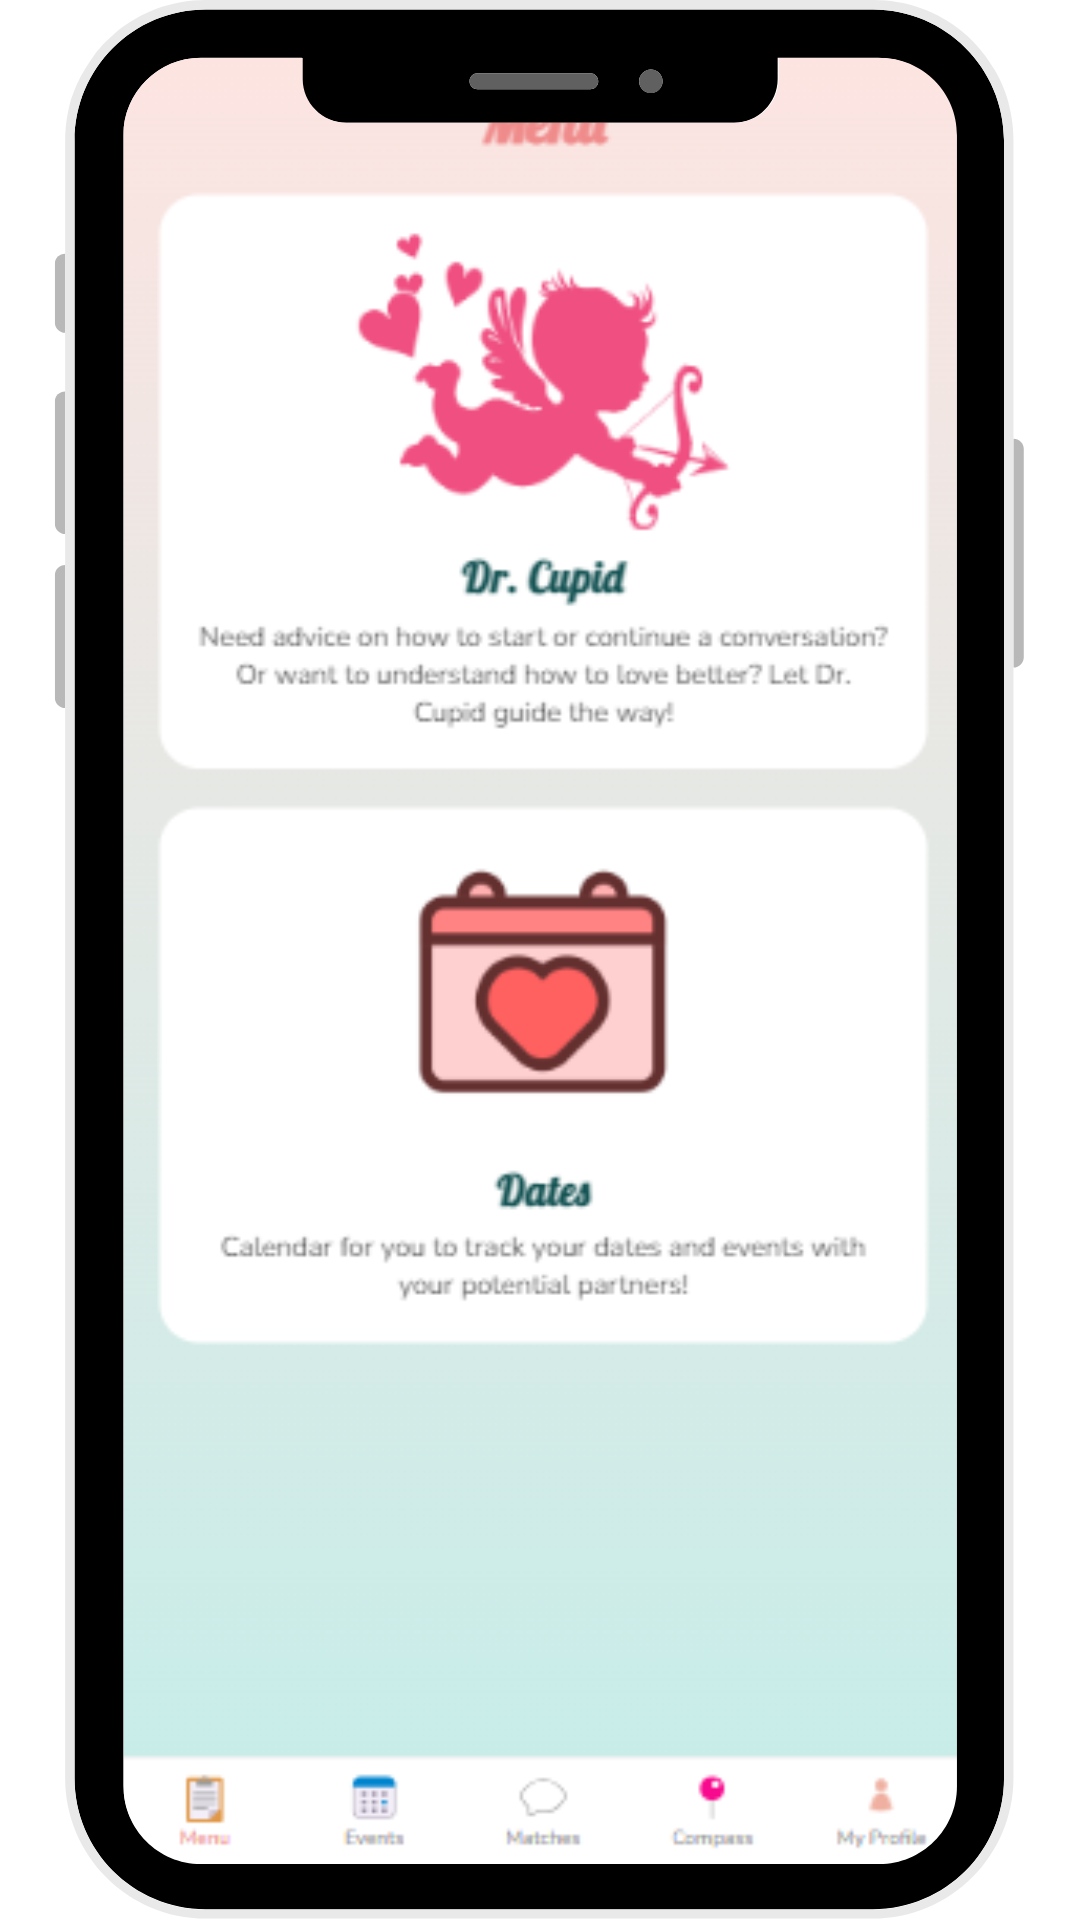 Menu
Dr. Cupid
Need advice on how to start or continue a conversation?
Or want to understand how to love better? Let Dr.
Cupid guide the way!
Dates
Calendar for you to track your dates and events with
your potential partners!
Menu
Events
Matches
Compass
My Profile